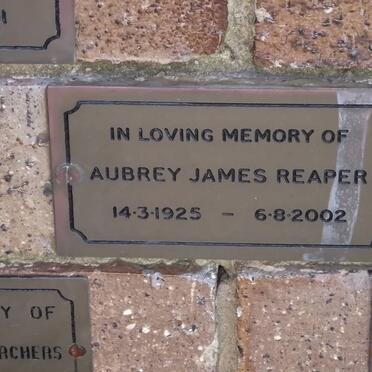 IN LOVING MEMORY OF
AUBREY JAMES REAPER
14·3·1925 – 6·8·2002
Y OF
ACHERS